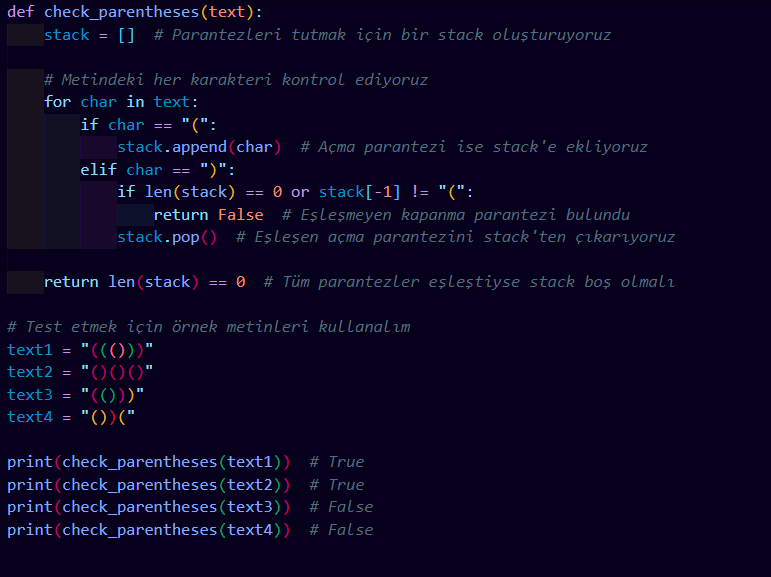 def check_parentheses(text):
    stack = []  # Parantezleri tutmak için bir stack oluşturuyoruz

    # Metindeki her karakteri kontrol ediyoruz
    for char in text:
        if char == "(":
            stack.append(char)  # Açma parantezi ise stack'e ekliyoruz
        elif char == ")":
            if len(stack) == 0 or stack[-1] != "(":
                return False  # Eşleşmeyen kapanma parantezi bulundu
            stack.pop()  # Eşleşen açma parantezini stack'ten çıkarıyoruz

    return len(stack) == 0  # Tüm parantezler eşleştiyse stack boş olmalı

# Test etmek için örnek metinleri kullanalım
text1 = "((()))"
text2 = "()()()"
text3 = "(()))"
text4 = "())("

print(check_parentheses(text1))  # True
print(check_parentheses(text2))  # True
print(check_parentheses(text3))  # False
print(check_parentheses(text4))  # False